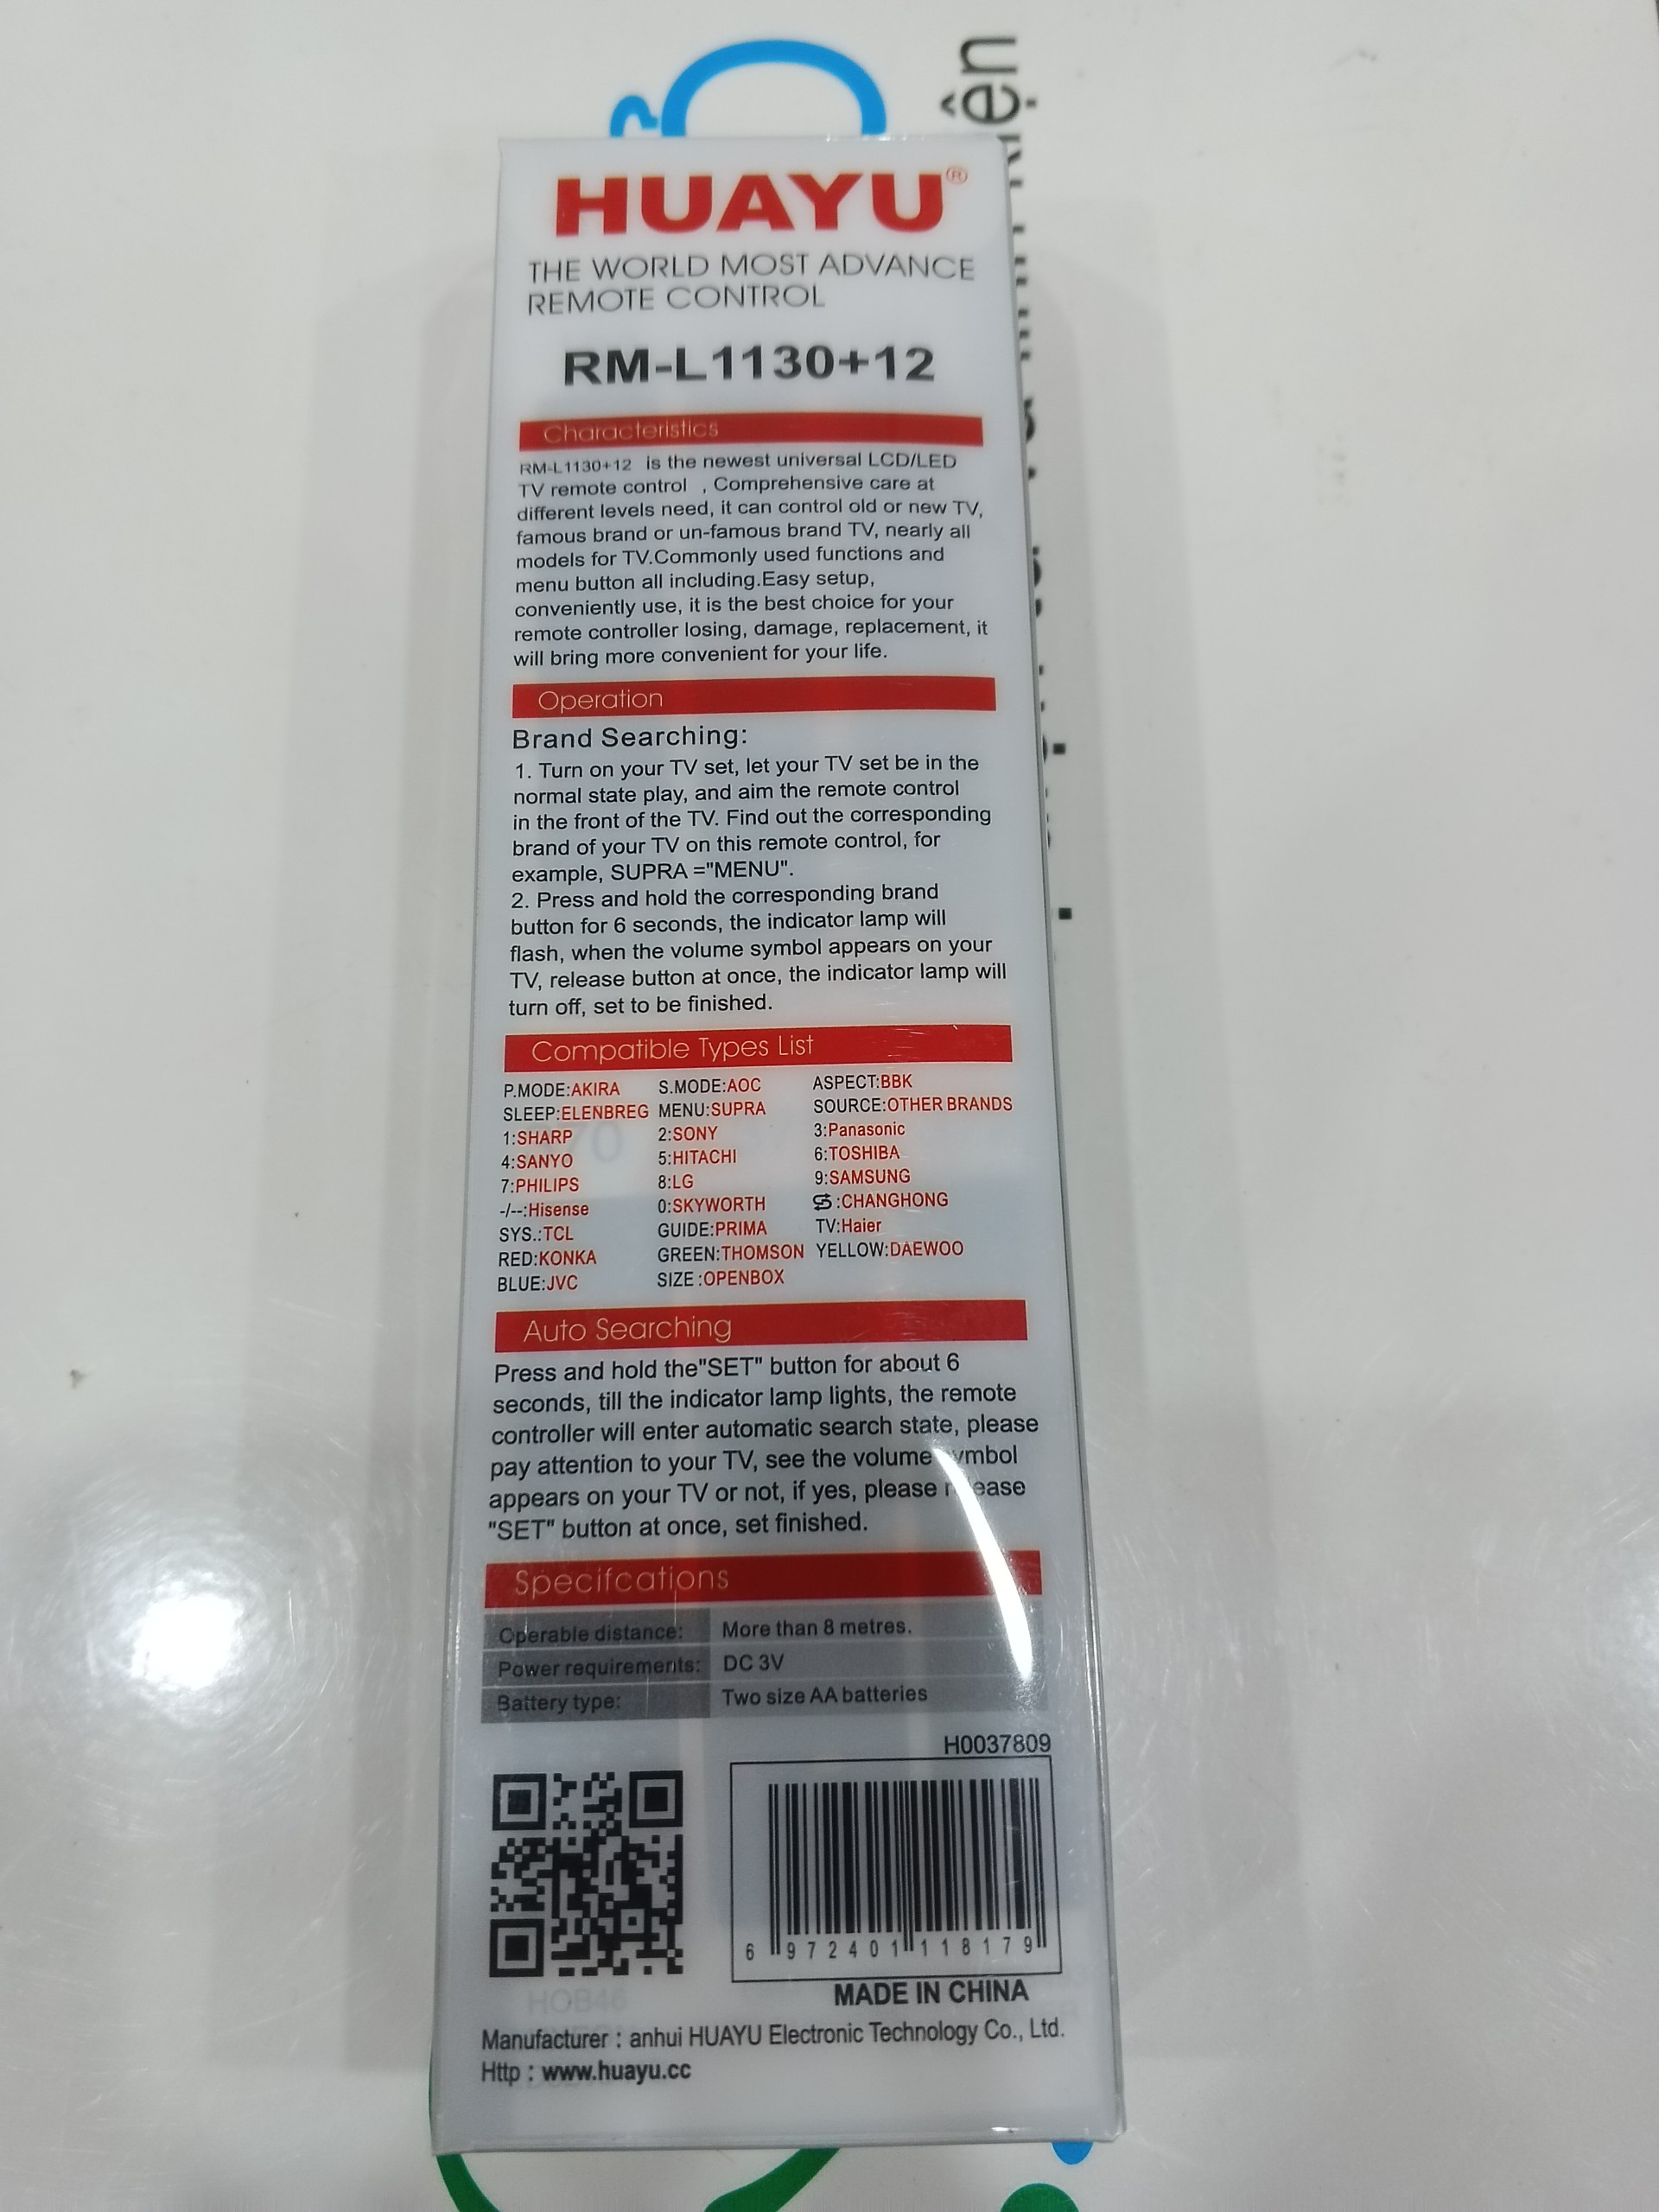 ện
HUAYU®
THE WORLD MOST ADVANCE
REMOTE CONTROL
RM-L1130+12
Characteristics
RM-L1130+12 is the newest universal LCD/LED
TV remote control , Comprehensive care at
different levels need, it can control old or new TV,
famous brand or un-famous brand TV, nearly all
models for TV.Commonly used functions and
menu button all including.Easy setup,
conveniently use, it is the best choice for your
remote controller losing, damage, replacement, it
will bring more convenient for your life.
Operation
Brand Searching:
1. Turn on your TV set, let your TV set be in the
normal state play, and aim the remote control
in the front of the TV. Find out the corresponding
brand of your TV on this remote control, for
example, SUPRA ="MENU".
2. Press and hold the corresponding brand
button for 6 seconds, the indicator lamp will
flash, when the volume symbol appears on your
TV, release button at once, the indicator lamp will
turn off, set to be finished.
Compatible Types List
P.MODE:AKIRA S.MODE:AOC ASPECT:BBK
SLEEP:ELENBREG MENU:SUPRA SOURCE:OTHER BRANDS
1:SHARP 2:SONY 3:Panasonic
4:SANYO 5:HITACHI 6:TOSHIBA
7:PHILIPS 8:LG 9:SAMSUNG
-/--:Hisense 0:SKYWORTH :CHANGHONG
SYS.:TCL GUIDE:PRIMA TV:Haier
RED:KONKA GREEN:THOMSON YELLOW:DAEWOO
BLUE:JVC SIZE :OPENBOX
Auto Searching
Press and hold the"SET" button for about 6
seconds, till the indicator lamp lights, the remote
controller will enter automatic search state, please
pay attention to your TV, see the volume symbol
appears on your TV or not, if yes, please release
"SET" button at once, set finished.
Specifcations
Operable distance: More than 8 metres.
Power requirements: DC 3V
Battery type: Two size AA batteries
H0037809
6 972401 118179
MADE IN CHINA
Manufacturer : anhui HUAYU Electronic Technology Co., Ltd.
Http : www.huayu.cc